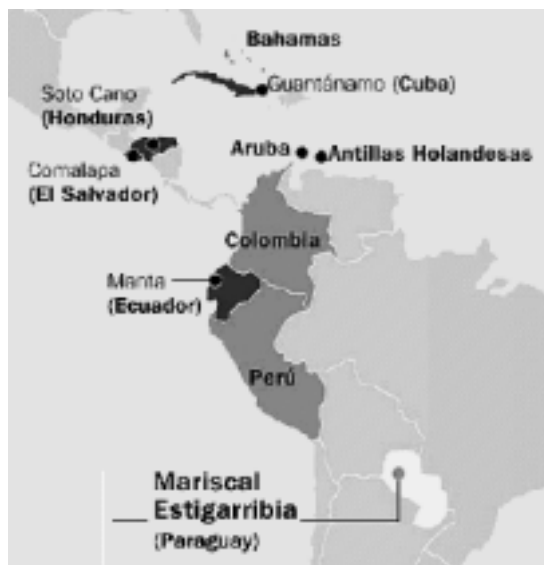 Bahamas
Guantánamo (Cuba)
Soto Cano
(Honduras)
Aruba
Antillas Holandesas
Comalapa
(El Salvador)
Colombia
Manta
(Ecuador)
Perú
Mariscal
Estigarribia
(Paraguay)